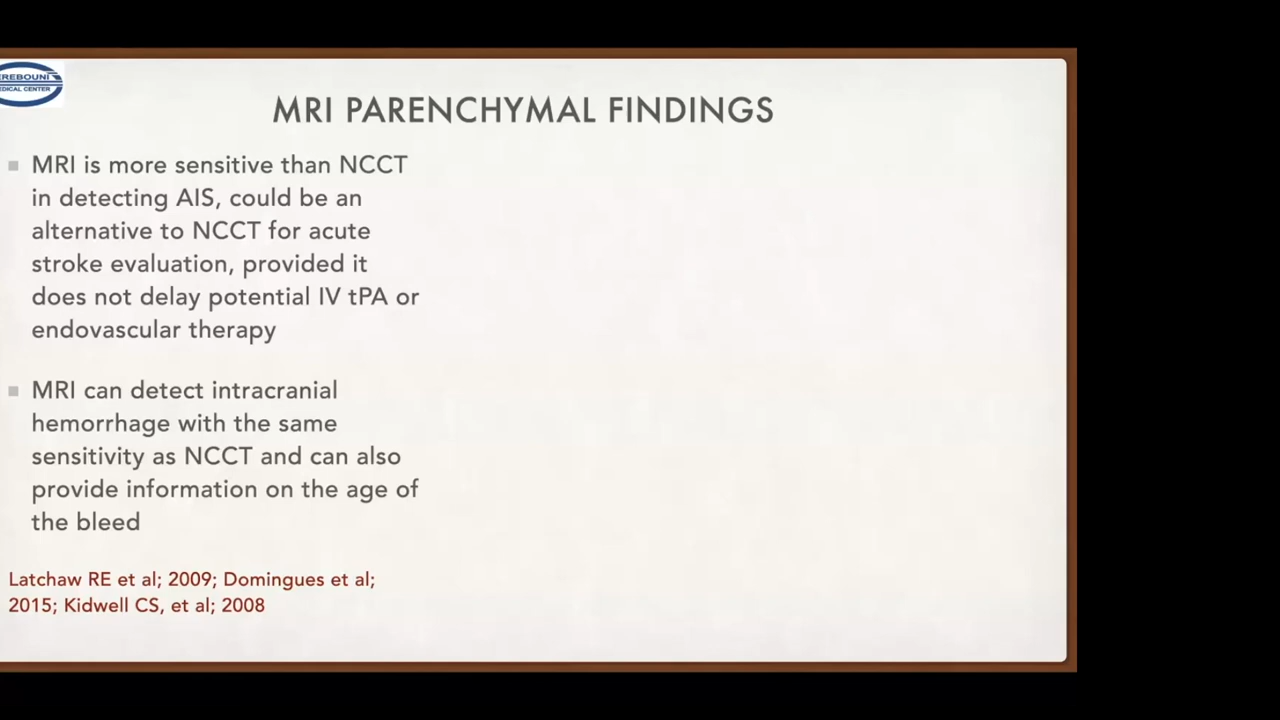 EREBOUNI
EDICAL CENTER
MRI PARENCHYMAL FINDINGS
MRI is more sensitive than NCCT
in detecting AIS, could be an
alternative to NCCT for acute
stroke evaluation, provided it
does not delay potential IV tPA or
endovascular therapy
MRI can detect intracranial
hemorrhage with the same
sensitivity as NCCT and can also
provide information on the age of
the bleed
Latchaw RE et al; 2009; Domingues et al;
2015; Kidwell CS, et al; 2008